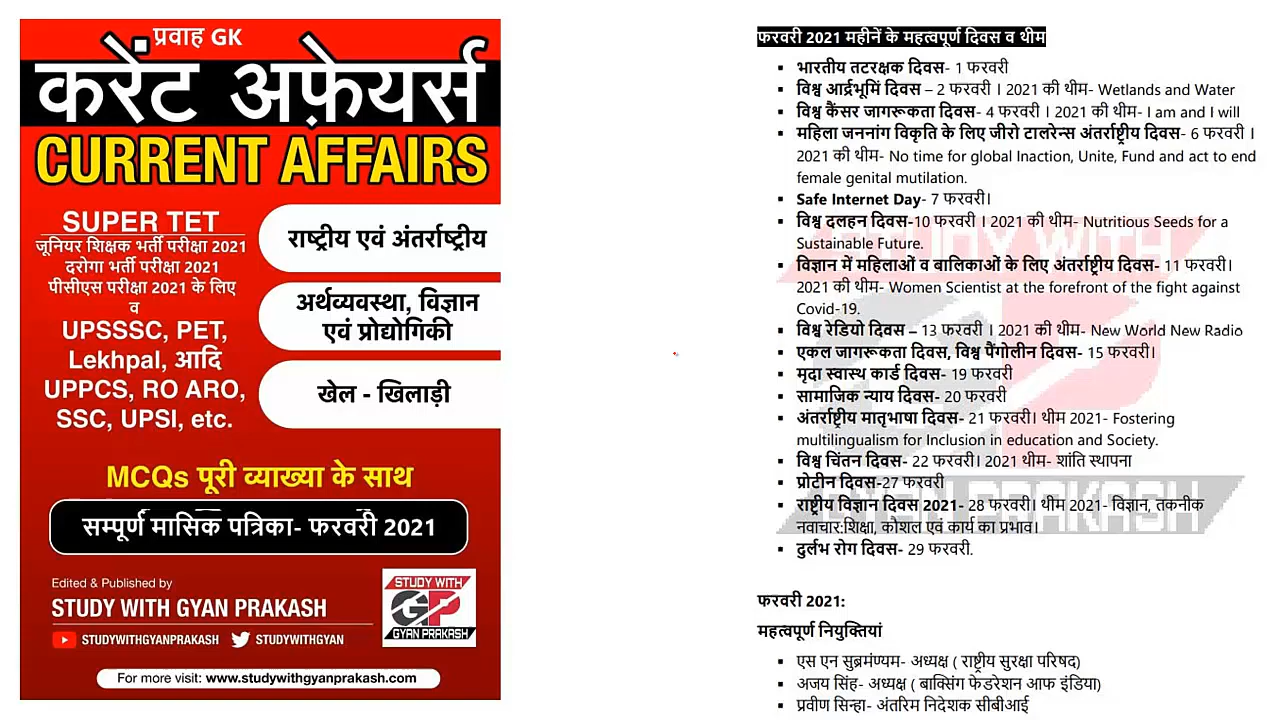 प्रवाह GK
करेंट अफ़ेयर्स
CURRENT AFFAIRS
SUPER TET
जूनियर शिक्षक भर्ती परीक्षा 2021
दरोगा भर्ती परीक्षा 2021
पीसीएस परीक्षा 2021 के लिए
व
UPSSSC, PET,
Lekhpal, आदि
UPPCS, RO ARO,
SSC, UPSI, etc.
राष्ट्रीय एवं अंतर्राष्ट्रीय
अर्थव्यवस्था, विज्ञान
एवं प्रोद्योगिकी
खेल - खिलाड़ी
MCQs पूरी व्याख्या के साथ
सम्पूर्ण मासिक पत्रिका- फरवरी 2021
Edited & Published by
STUDY WITH GYAN PRAKASH
STUDYWITHGYANPRAKASH STUDYWITHGYAN
STUDY WITH
GP
GYAN PRAKASH
For more visit: www.studywithgyanprakash.com
फरवरी 2021 महीनें के महत्वपूर्ण दिवस व थीम
▪ भारतीय तटरक्षक दिवस- 1 फरवरी
▪ विश्व आर्द्रभूमिं दिवस – 2 फरवरी । 2021 की थीम- Wetlands and Water
▪ विश्व कैंसर जागरूकता दिवस- 4 फरवरी । 2021 की थीम- I am and I will
▪ महिला जननांग विकृति के लिए जीरो टालरेन्स अंतर्राष्ट्रीय दिवस- 6 फरवरी ।
2021 की थीम- No time for global Inaction, Unite, Fund and act to end
female genital mutilation.
▪ Safe Internet Day- 7 फरवरी।
▪ विश्व दलहन दिवस-10 फरवरी । 2021 की थीम- Nutritious Seeds for a
Sustainable Future.
▪ विज्ञान में महिलाओं व बालिकाओं के लिए अंतर्राष्ट्रीय दिवस- 11 फरवरी।
2021 की थीम- Women Scientist at the forefront of the fight against
Covid-19.
▪ विश्व रेडियो दिवस – 13 फरवरी । 2021 की थीम- New World New Radio
▪ एकल जागरूकता दिवस, विश्व पैंगोलीन दिवस- 15 फरवरी।
▪ मृदा स्वास्थ कार्ड दिवस- 19 फरवरी
▪ सामाजिक न्याय दिवस- 20 फरवरी
▪ अंतर्राष्ट्रीय मातृभाषा दिवस- 21 फरवरी। थीम 2021- Fostering
multilingualism for Inclusion in education and Society.
▪ विश्व चिंतन दिवस- 22 फरवरी। 2021 थीम- शांति स्थापना
▪ प्रोटीन दिवस-27 फरवरी
▪ राष्ट्रीय विज्ञान दिवस 2021- 28 फरवरी। थीम 2021- विज्ञान, तकनीक
नवाचार:शिक्षा, कोशल एवं कार्य का प्रभाव।
▪ दुर्लभ रोग दिवस- 29 फरवरी.
STUDY WITH
GP
GYAN PRAKASH
फरवरी 2021:
महत्वपूर्ण नियुक्तियां
▪ एस एन सुब्रमंण्यम- अध्यक्ष ( राष्ट्रीय सुरक्षा परिषद)
▪ अजय सिंह- अध्यक्ष ( बाक्सिंग फेडरेशन आफ इंडिया)
▪ प्रवीण सिन्हा- अंतरिम निदेशक सीबीआई